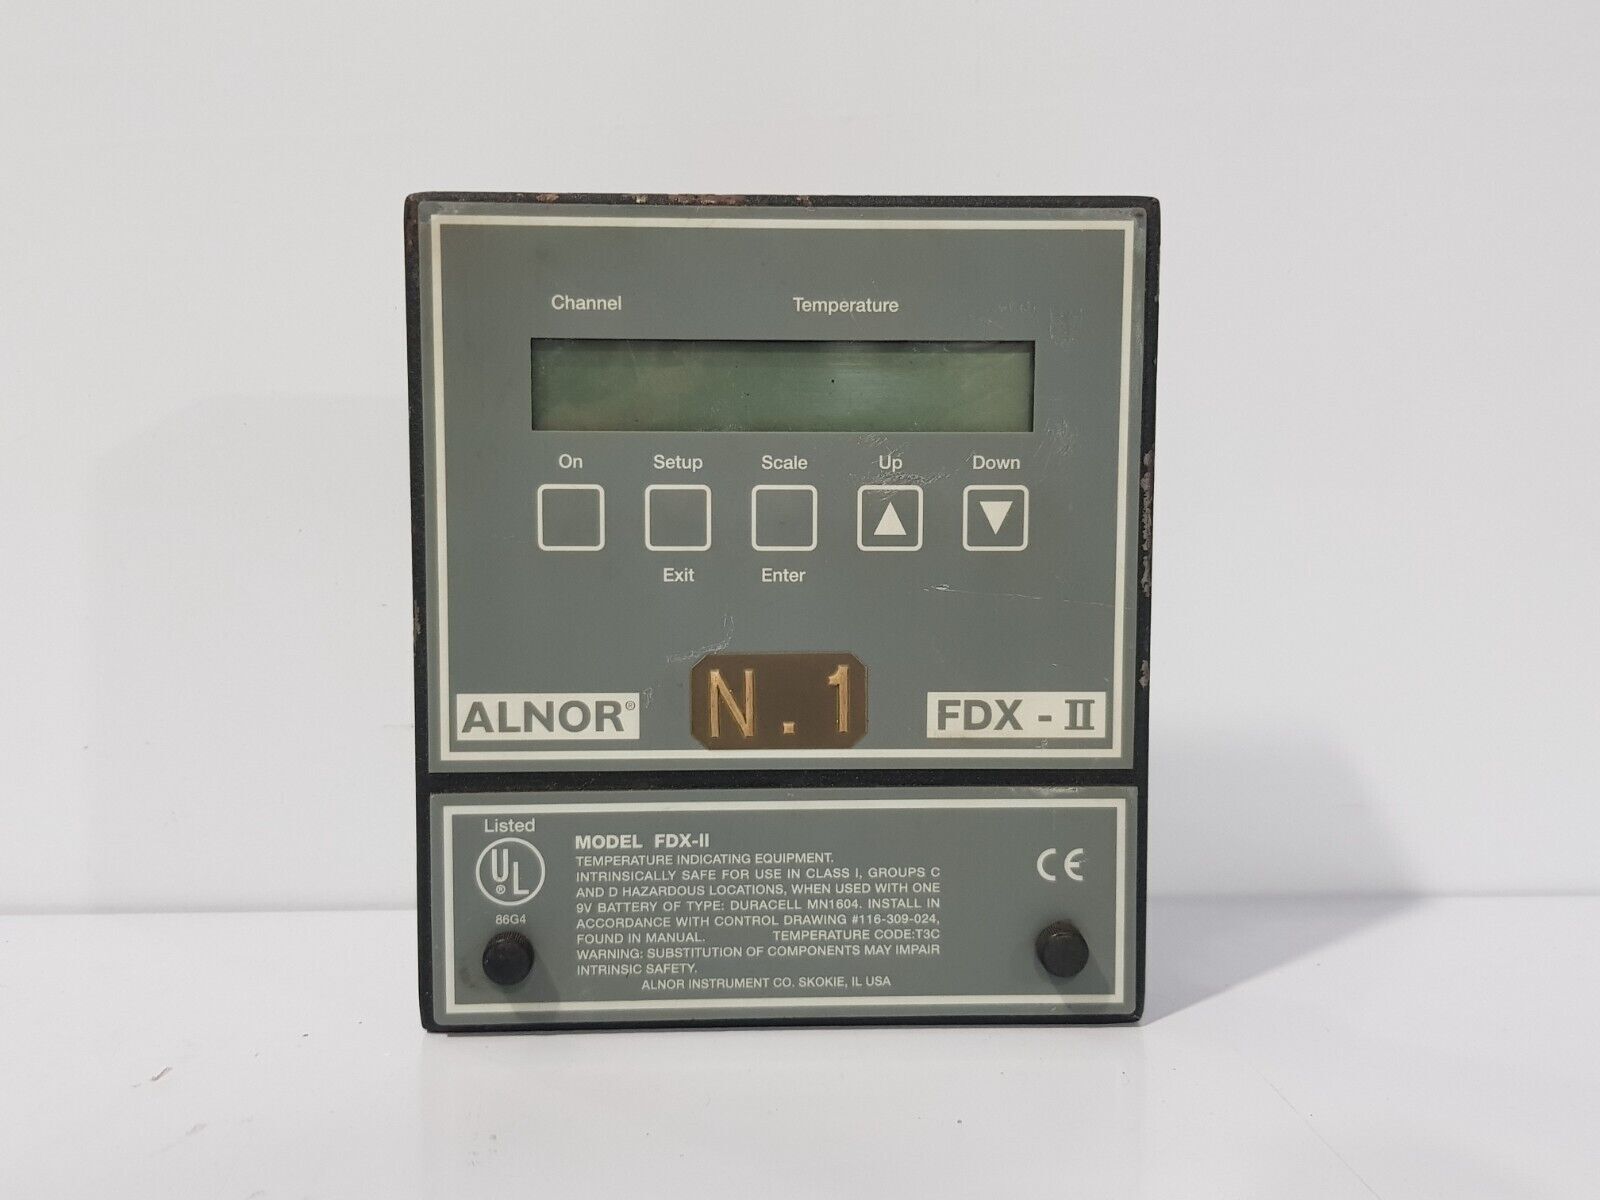 Channel Temperature
On Setup Scale Up Down
Exit Enter
ALNOR® N.1 FDX - II
Listed
UL
®
86G4
MODEL FDX-II
TEMPERATURE INDICATING EQUIPMENT.
INTRINSICALLY SAFE FOR USE IN CLASS I, GROUPS C
AND D HAZARDOUS LOCATIONS, WHEN USED WITH ONE
9V BATTERY OF TYPE: DURACELL MN1604. INSTALL IN
ACCORDANCE WITH CONTROL DRAWING #116-309-024,
FOUND IN MANUAL. TEMPERATURE CODE:T3C
WARNING: SUBSTITUTION OF COMPONENTS MAY IMPAIR
INTRINSIC SAFETY.
ALNOR INSTRUMENT CO. SKOKIE, IL USA
CE